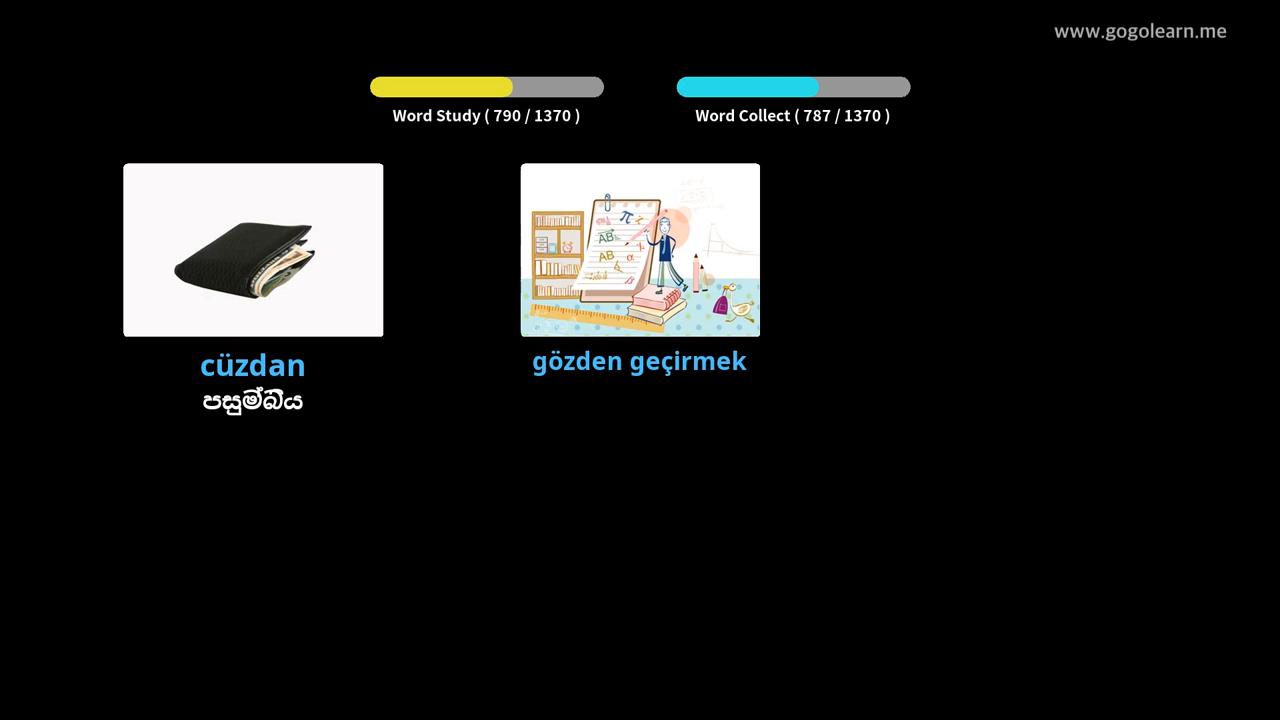 www.gogolearn.me
Word Study ( 790 / 1370 )
Word Collect ( 787 / 1370 )
cüzdan
පසුම්බිය
gözden geçirmek